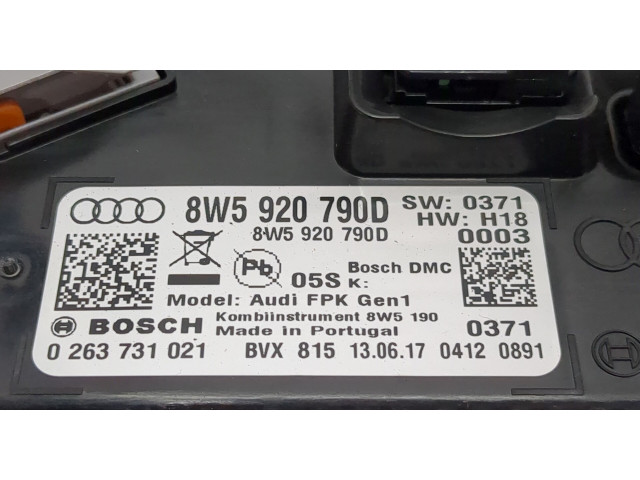 8W5 920 790D SW: 0371
8W5 920 790D HW: H18
0003
Pb 05S Bosch DMC
K:
Model: Audi FPK Gen1
Kombiinstrument 8W5 190
BOSCH Made in Portugal 0371
0 263 731 021 BVX 815 13.06.17 0412 0891